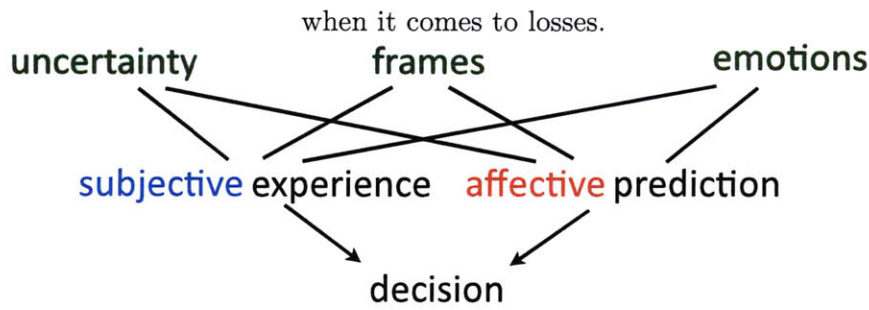 when it comes to losses.
uncertainty frames emotions
subjective experience affective prediction
decision